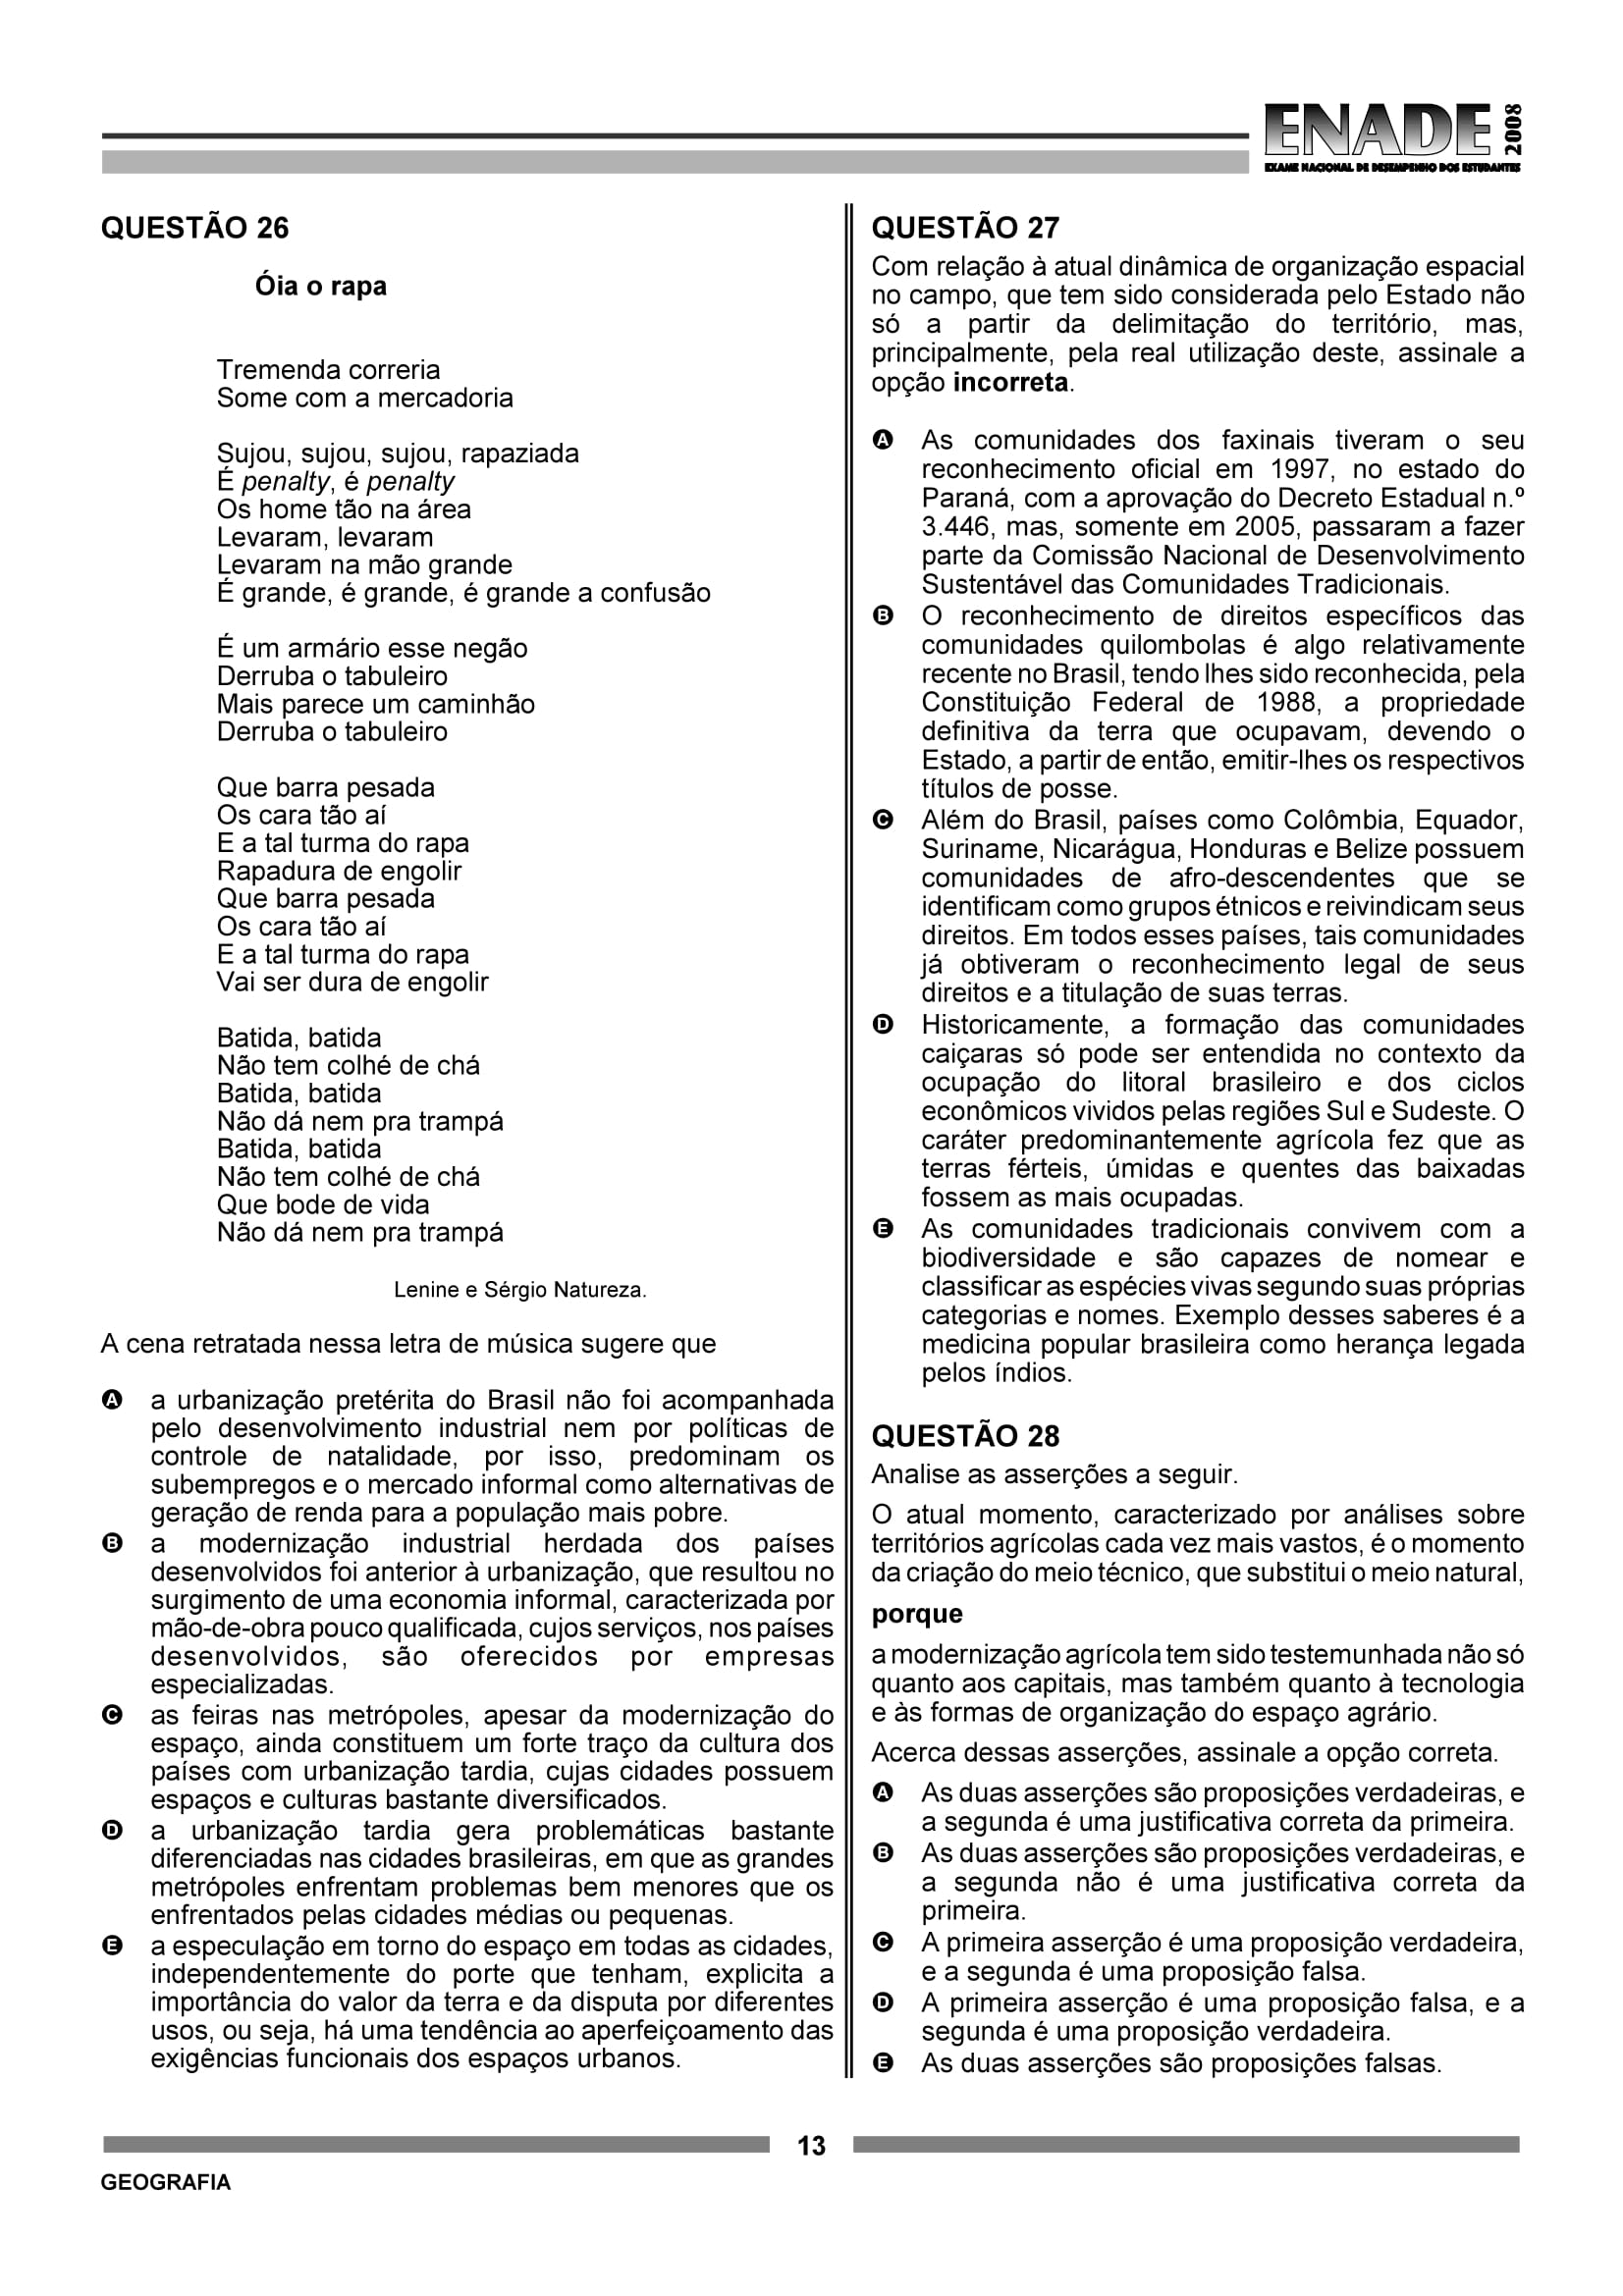 ENADE 2008
EXAME NACIONAL DE DESEMPENHO DOS ESTUDANTES
QUESTÃO 26
Óia o rapa
Tremenda correria
Some com a mercadoria
Sujou, sujou, sujou, rapaziada
É penalty, é penalty
Os home tão na área
Levaram, levaram
Levaram na mão grande
É grande, é grande, é grande a confusão
É um armário esse negão
Derruba o tabuleiro
Mais parece um caminhão
Derruba o tabuleiro
Que barra pesada
Os cara tão aí
E a tal turma do rapa
Rapadura de engolir
Que barra pesada
Os cara tão aí
E a tal turma do rapa
Vai ser dura de engolir
Batida, batida
Não tem colhé de chá
Batida, batida
Não dá nem pra trampá
Batida, batida
Não tem colhé de chá
Que bode de vida
Não dá nem pra trampá
Lenine e Sérgio Natureza.
A cena retratada nessa letra de música sugere que
A a urbanização pretérita do Brasil não foi acompanhada
pelo desenvolvimento industrial nem por políticas de
controle de natalidade, por isso, predominam os
subempregos e o mercado informal como alternativas de
geração de renda para a população mais pobre.
B a modernização industrial herdada dos países
desenvolvidos foi anterior à urbanização, que resultou no
surgimento de uma economia informal, caracterizada por
mão-de-obra pouco qualificada, cujos serviços, nos países
desenvolvidos, são oferecidos por empresas
especializadas.
C as feiras nas metrópoles, apesar da modernização do
espaço, ainda constituem um forte traço da cultura dos
países com urbanização tardia, cujas cidades possuem
espaços e culturas bastante diversificados.
D a urbanização tardia gera problemáticas bastante
diferenciadas nas cidades brasileiras, em que as grandes
metrópoles enfrentam problemas bem menores que os
enfrentados pelas cidades médias ou pequenas.
E a especulação em torno do espaço em todas as cidades,
independentemente do porte que tenham, explicita a
importância do valor da terra e da disputa por diferentes
usos, ou seja, há uma tendência ao aperfeiçoamento das
exigências funcionais dos espaços urbanos.
QUESTÃO 27
Com relação à atual dinâmica de organização espacial
no campo, que tem sido considerada pelo Estado não
só a partir da delimitação do território, mas,
principalmente, pela real utilização deste, assinale a
opção incorreta.
A As comunidades dos faxinais tiveram o seu
reconhecimento oficial em 1997, no estado do
Paraná, com a aprovação do Decreto Estadual n.º
3.446, mas, somente em 2005, passaram a fazer
parte da Comissão Nacional de Desenvolvimento
Sustentável das Comunidades Tradicionais.
B O reconhecimento de direitos específicos das
comunidades quilombolas é algo relativamente
recente no Brasil, tendo lhes sido reconhecida, pela
Constituição Federal de 1988, a propriedade
definitiva da terra que ocupavam, devendo o
Estado, a partir de então, emitir-lhes os respectivos
títulos de posse.
C Além do Brasil, países como Colômbia, Equador,
Suriname, Nicarágua, Honduras e Belize possuem
comunidades de afro-descendentes que se
identificam como grupos étnicos e reivindicam seus
direitos. Em todos esses países, tais comunidades
já obtiveram o reconhecimento legal de seus
direitos e a titulação de suas terras.
D Historicamente, a formação das comunidades
caiçaras só pode ser entendida no contexto da
ocupação do litoral brasileiro e dos ciclos
econômicos vividos pelas regiões Sul e Sudeste. O
caráter predominantemente agrícola fez que as
terras férteis, úmidas e quentes das baixadas
fossem as mais ocupadas.
E As comunidades tradicionais convivem com a
biodiversidade e são capazes de nomear e
classificar as espécies vivas segundo suas próprias
categorias e nomes. Exemplo desses saberes é a
medicina popular brasileira como herança legada
pelos índios.
QUESTÃO 28
Analise as asserções a seguir.
O atual momento, caracterizado por análises sobre
territórios agrícolas cada vez mais vastos, é o momento
da criação do meio técnico, que substitui o meio natural,
porque
a modernização agrícola tem sido testemunhada não só
quanto aos capitais, mas também quanto à tecnologia
e às formas de organização do espaço agrário.
Acerca dessas asserções, assinale a opção correta.
A As duas asserções são proposições verdadeiras, e
a segunda é uma justificativa correta da primeira.
B As duas asserções são proposições verdadeiras, e
a segunda não é uma justificativa correta da
primeira.
C A primeira asserção é uma proposição verdadeira,
e a segunda é uma proposição falsa.
D A primeira asserção é uma proposição falsa, e a
segunda é uma proposição verdadeira.
E As duas asserções são proposições falsas.
13
GEOGRAFIA